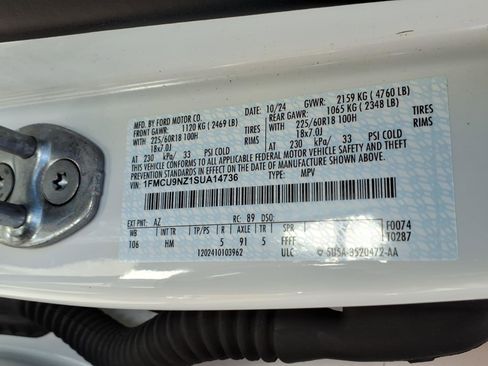 MFD. BY FORD MOTOR CO.
10/24 GVWR: 2159 KG ( 4760 LB)
FRONT GAWR: 1120 KG ( 2469 LB) REAR GAWR: 1065 KG ( 2348 LB)
WITH 225/60R18 100H WITH 225/60R18 100H
18x7.0J 18x7.0J
AT 230 kPa/ 33 PSI COLD AT 230 kPa/ 33 PSI COLD
THIS VEHICLE CONFORMS TO ALL APPLICABLE FEDERAL MOTOR VEHICLE SAFETY AND THEFT
PREVENTION STANDARDS IN EFFECT ON THE DATE OF MANUFACTURE SHOWN ABOVE.
VIN: 1FMCU9NZ1SUA14736 TYPE: MPV
EXT PNT: AZ RC: 89 DSO: F0074
WB INT TR TP/PS R AXLE TR SPR T0287
106 HM 5 91 5 FFFF
1202410103962 ULC SU5A-3520472-AA